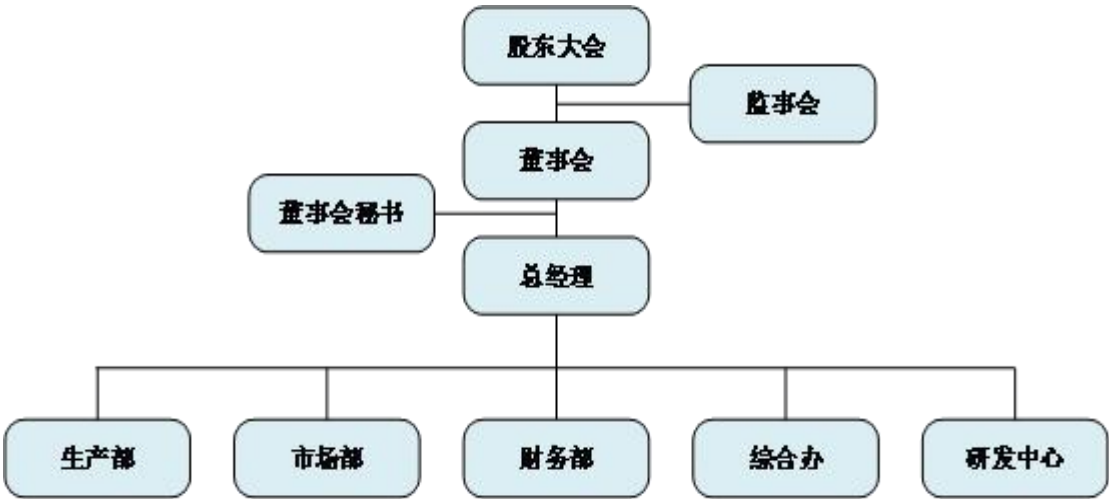 股东大会
监事会
董事会
董事会秘书
总经理
生产部
市场部
财务部
综合办
研发中心